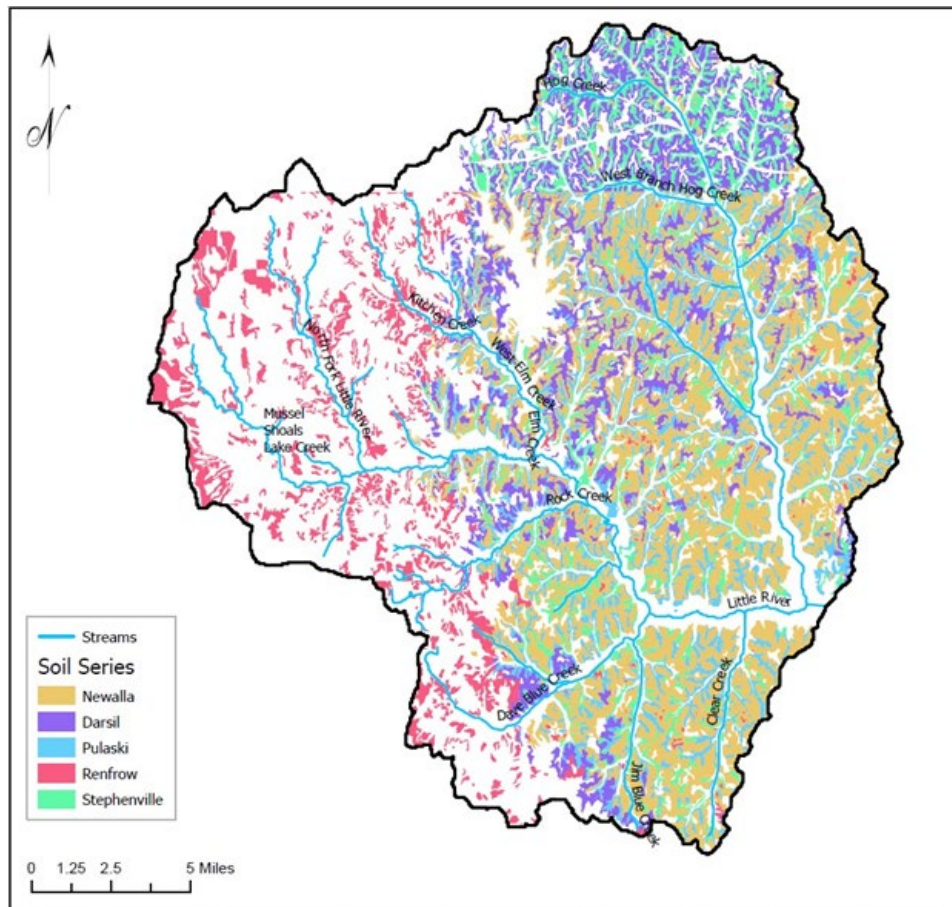 N
Hog Creek
West Branch Hog Creek
Kitchen Creek
North Fork Little River
West Elm Creek
Elm Creek
Mussel
Shoals
Lake Creek
Rock Creek
Little River
Dave Blue Creek
Clear Creek
Jim Blue Creek
Streams
Soil Series
Newalla
Darsil
Pulaski
Renfrow
Stephenville
0 1.25 2.5 5 Miles